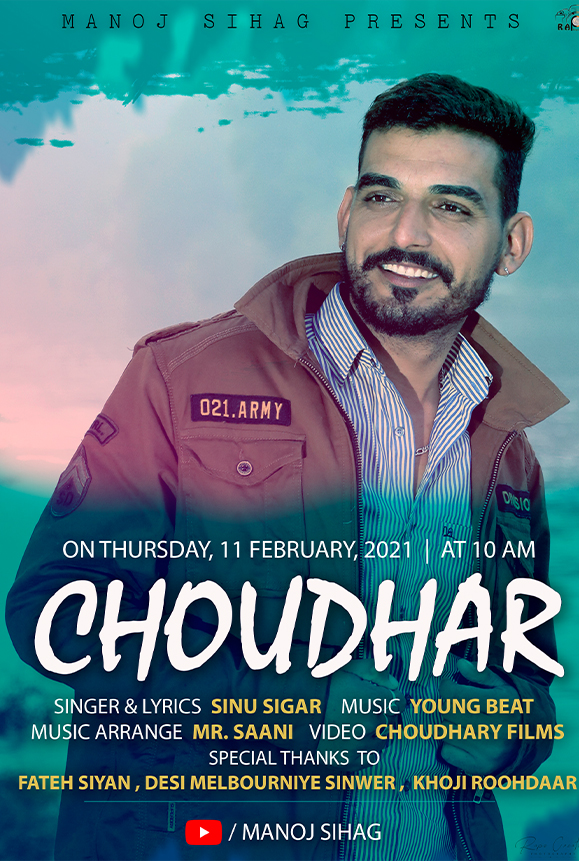 MANOJ SIHAG PRESENTS
021.ARMY
ON THURSDAY, 11 FEBRUARY, 2021 | AT 10 AM
CHOUDHAR
SINGER & LYRICS SINU SIGAR MUSIC YOUNG BEAT
MUSIC ARRANGE MR. SAANI VIDEO CHOUDHARY FILMS
SPECIAL THANKS TO
FATEH SIYAN , DESI MELBOURNIYE SINWER , KHOJI ROOHDAAR
/ MANOJ SIHAG